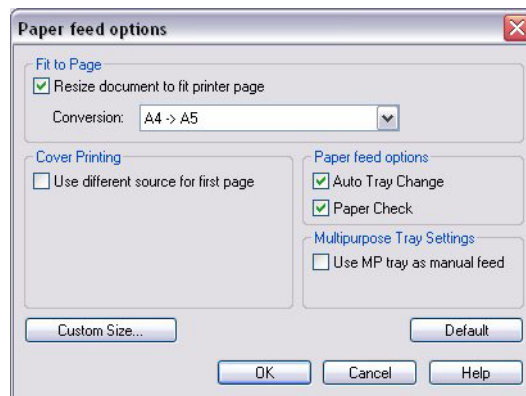 Paper feed options
Fit to Page
Resize document to fit printer page
Conversion: A4 -> A5
Cover Printing
Use different source for first page
Paper feed options
Auto Tray Change
Paper Check
Multipurpose Tray Settings
Use MP tray as manual feed
Custom Size...
Default
OK
Cancel
Help